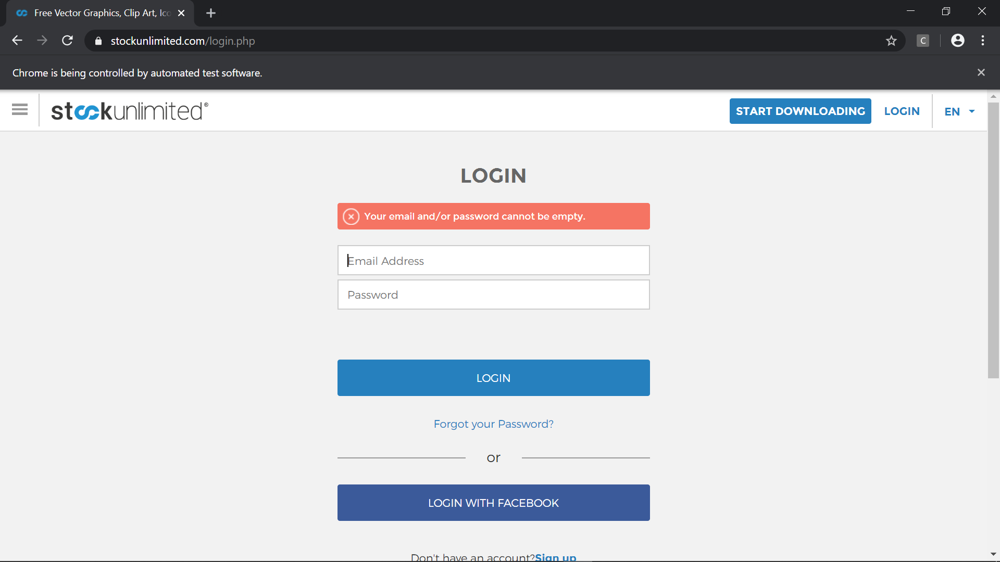 Free Vector Graphics, Clip Art, Ico
stockunlimited.com/login.php
C
Chrome is being controlled by automated test software.
stockunlimited®
START DOWNLOADING
LOGIN
EN
LOGIN
Your email and/or password cannot be empty.
Email Address
Password
LOGIN
Forgot your Password?
or
LOGIN WITH FACEBOOK
Don't have an account?Sign up